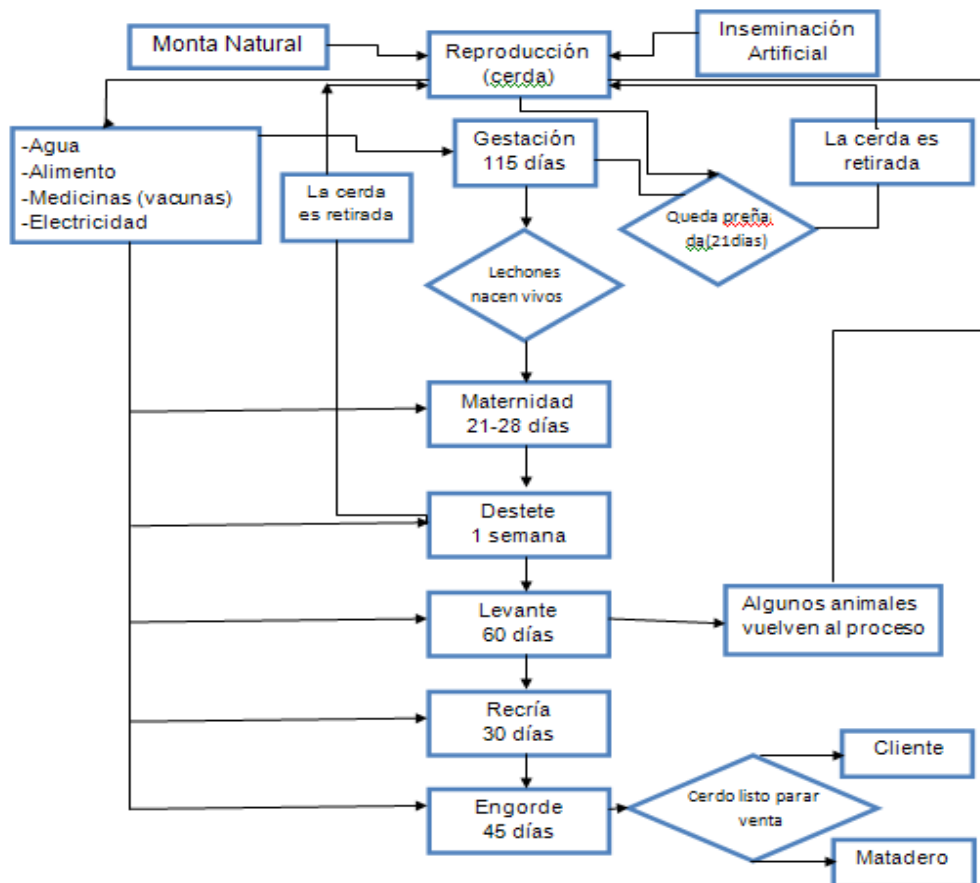 Monta Natural
Reproducción
(cerda)
Inseminación
Artificial
-Agua
-Alimento
-Medicinas (vacunas)
-Electricidad
La cerda
es retirada
Gestación
115 días
La cerda es
retirada
Queda preña
da(21dias)
Lechones
nacen vivos
Maternidad
21-28 días
Destete
1 semana
Levante
60 días
Algunos animales
vuelven al proceso
Recría
30 días
Engorde
45 días
Cerdo listo parar
venta
Cliente
Matadero